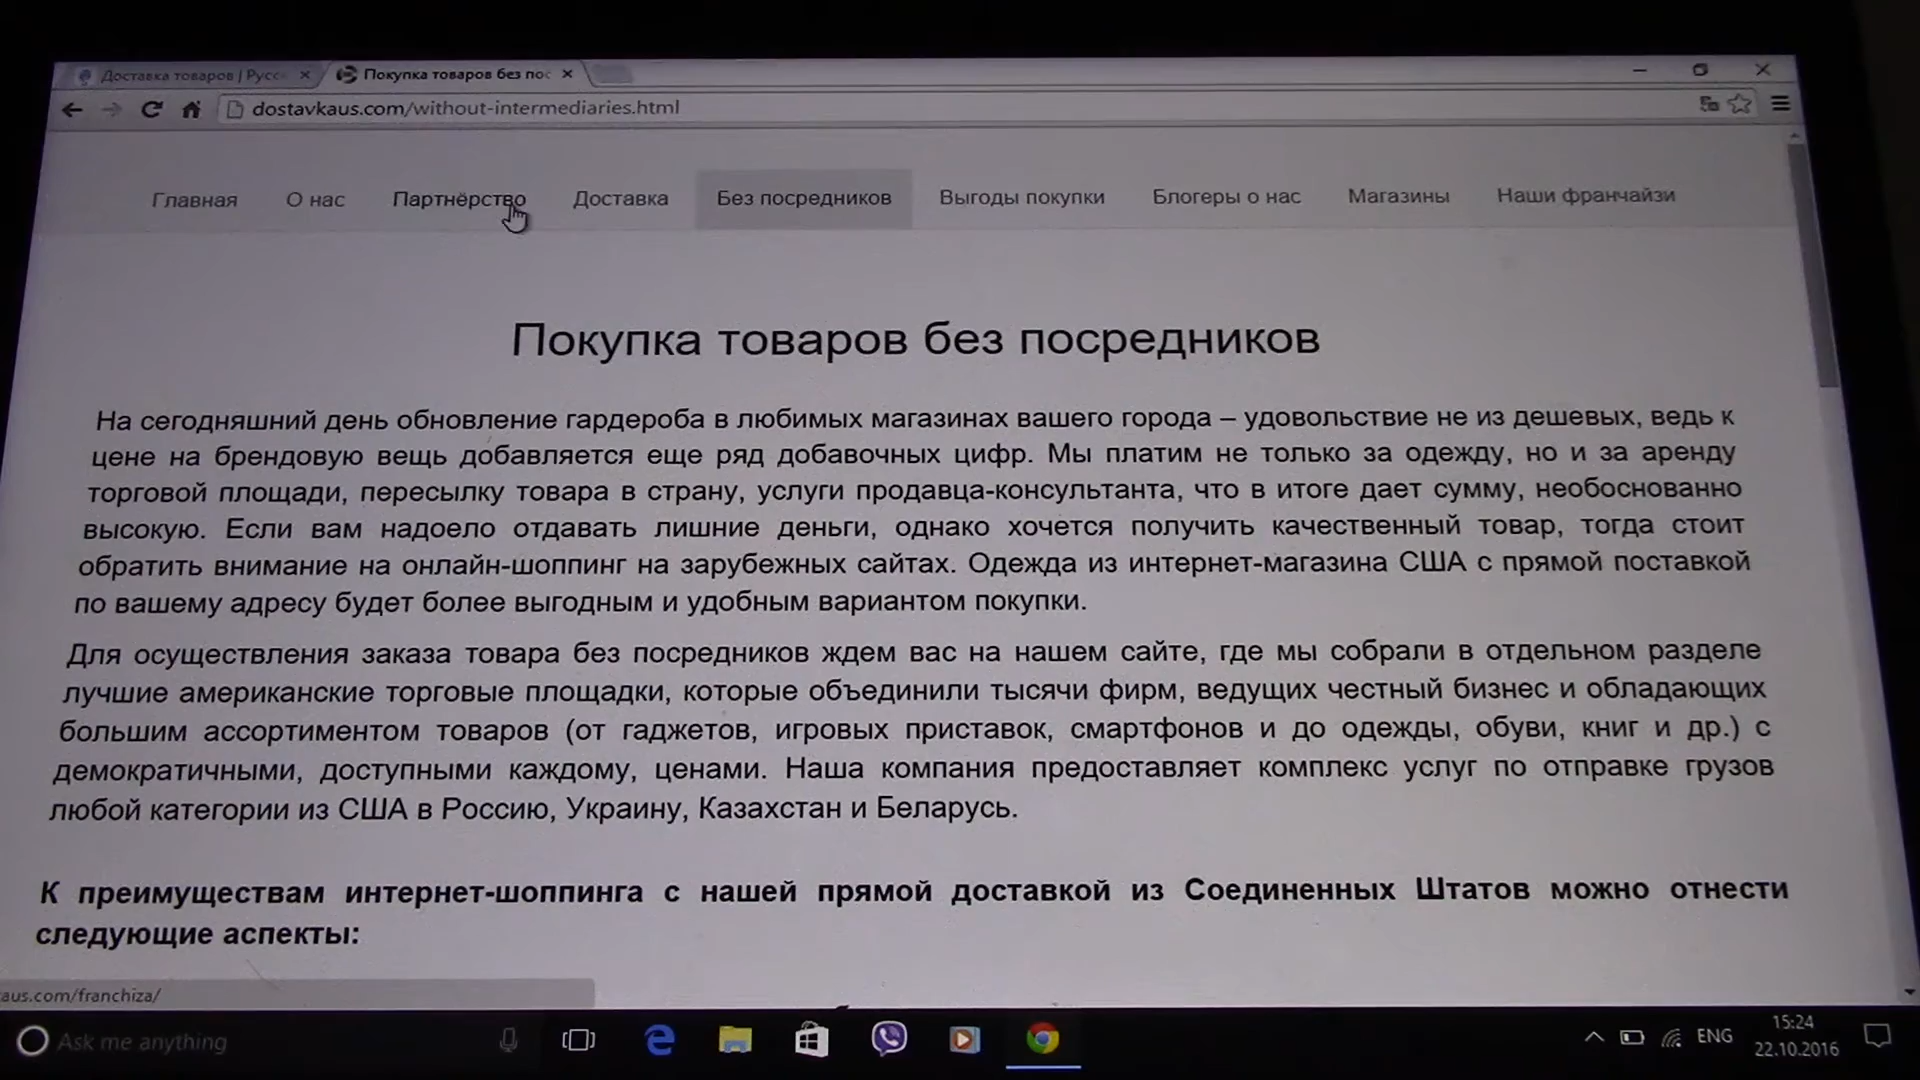 Доставка товаров | Русс
Покупка товаров без пос
dostavkaus.com/without-intermediaries.html
Главная О нас Партнёрство Доставка Без посредников Выгоды покупки Блогеры о нас Магазины Наши франчайзи
Покупка товаров без посредников
На сегодняшний день обновление гардероба в любимых магазинах вашего города – удовольствие не из дешевых, ведь к
цене на брендовую вещь добавляется еще ряд добавочных цифр. Мы платим не только за одежду, но и за аренду
торговой площади, пересылку товара в страну, услуги продавца-консультанта, что в итоге дает сумму, необоснованно
высокую. Если вам надоело отдавать лишние деньги, однако хочется получить качественный товар, тогда стоит
обратить внимание на онлайн-шоппинг на зарубежных сайтах. Одежда из интернет-магазина США с прямой поставкой
по вашему адресу будет более выгодным и удобным вариантом покупки.
Для осуществления заказа товара без посредников ждем вас на нашем сайте, где мы собрали в отдельном разделе
лучшие американские торговые площадки, которые объединили тысячи фирм, ведущих честный бизнес и обладающих
большим ассортиментом товаров (от гаджетов, игровых приставок, смартфонов и до одежды, обуви, книг и др.) с
демократичными, доступными каждому, ценами. Наша компания предоставляет комплекс услуг по отправке грузов
любой категории из США в Россию, Украину, Казахстан и Беларусь.
К преимуществам интернет-шоппинга с нашей прямой доставкой из Соединенных Штатов можно отнести
следующие аспекты:
aus.com/franchiza/
Ask me anything
ENG
15:24
22.10.2016